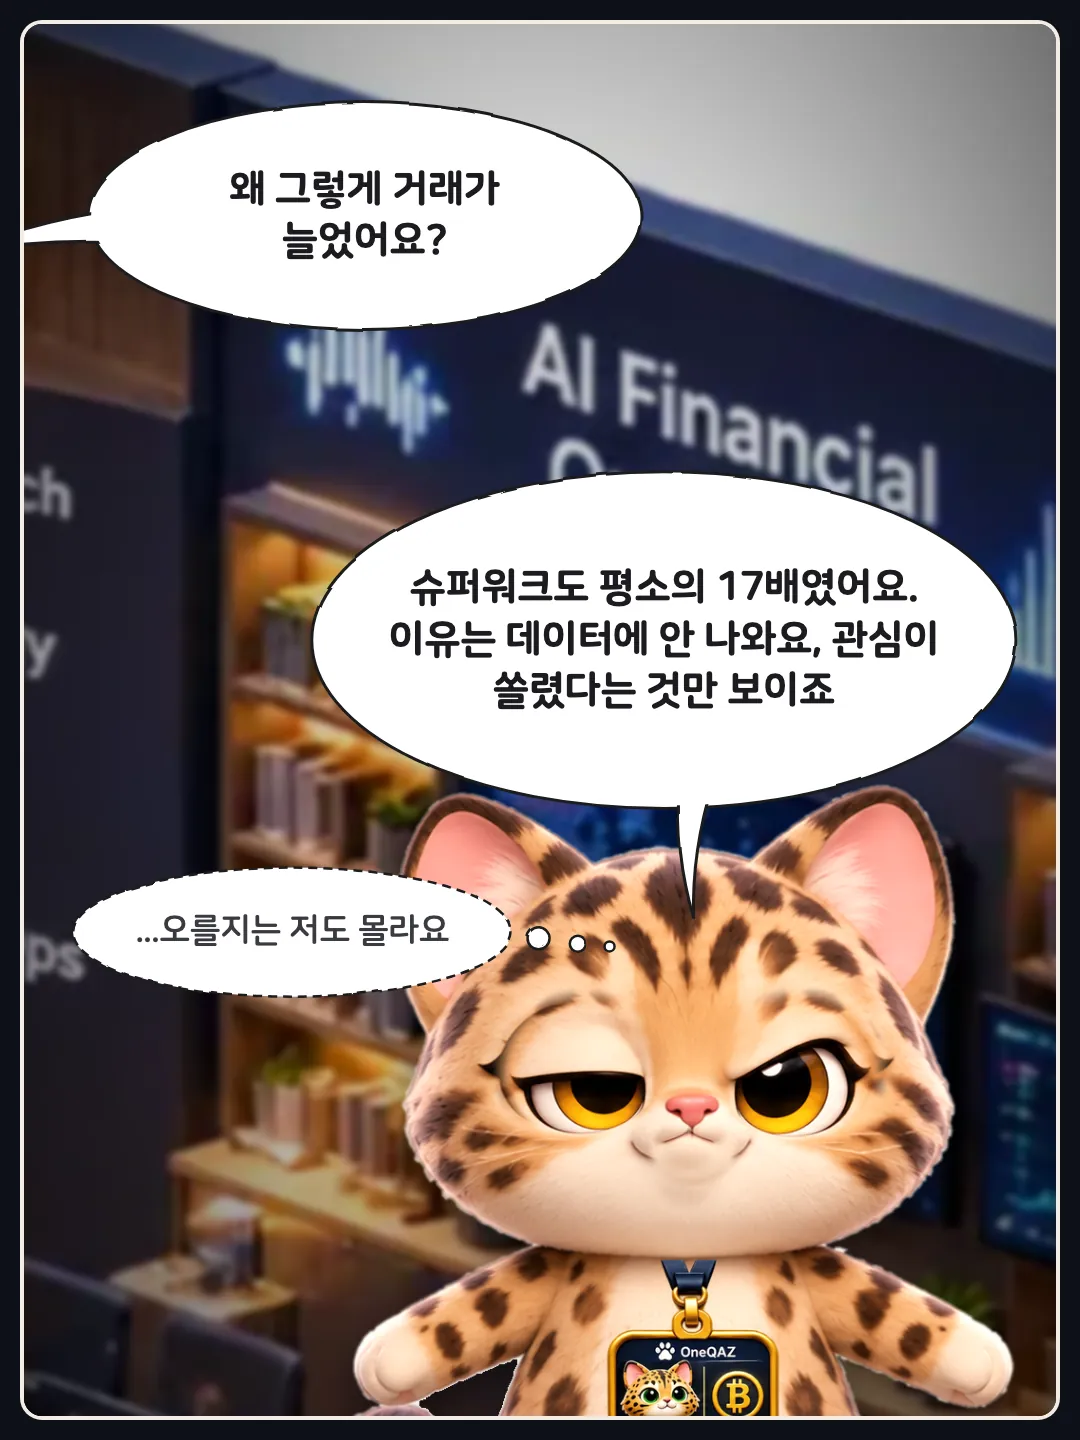 왜 그렇게 거래가
늘었어요?
AI Financial
ch
슈퍼워크도 평소의 17배였어요.
이유는 데이터에 안 나와요, 관심이
쏠렸다는 것만 보이죠
y
...오를지는 저도 몰라요
ps
OneQAZ